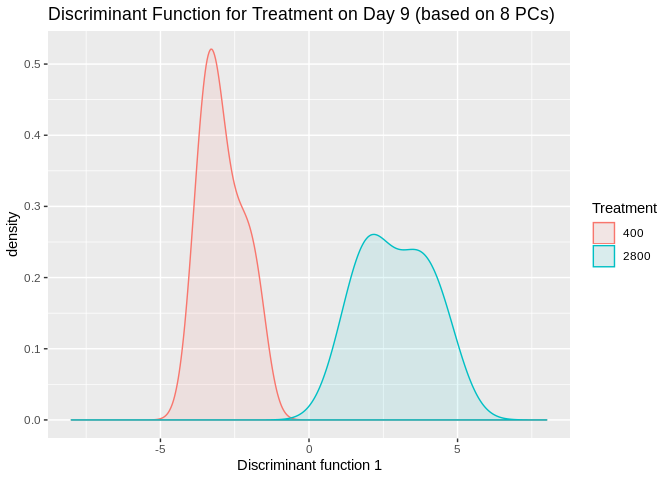 Discriminant Function for Treatment on Day 9 (based on 8 PCs)
density
0.5
0.4
0.3
0.2
0.1
0.0
-5
0
5
Discriminant function 1
Treatment
400
2800